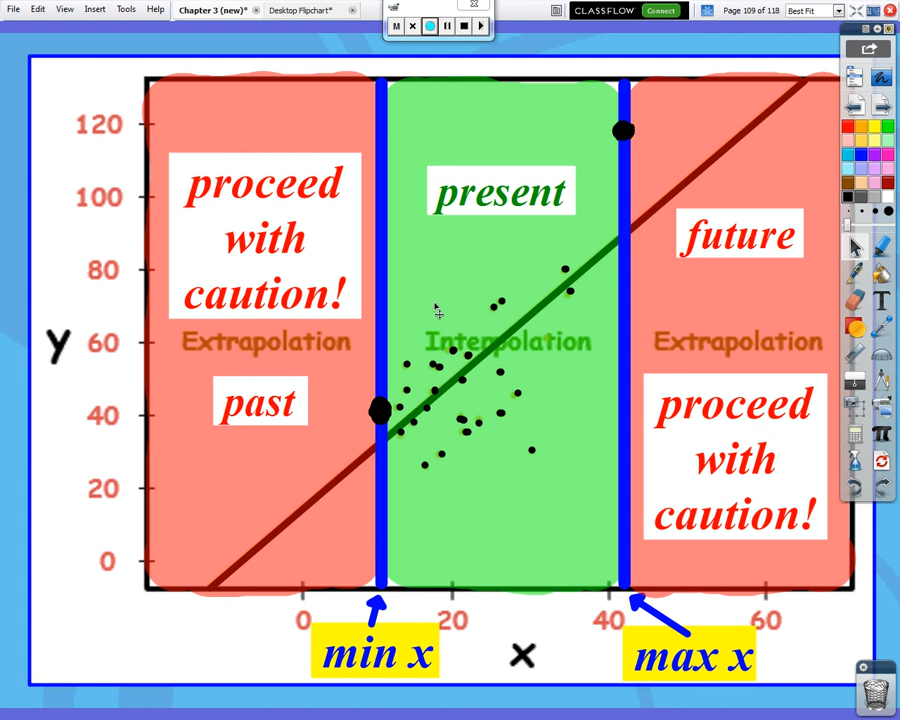 File Edit View Insert Tools Help Chapter 3 (new)* Desktop Flipchart* CLASSFLOW Connect Page 109 of 118 Best Fit
M
120
100
80
60
40
20
0
y
proceed
with
caution!
Extrapolation
past
present
Interpolation
future
Extrapolation
proceed
with
caution!
0 20 40 60
min x
x
max x
T